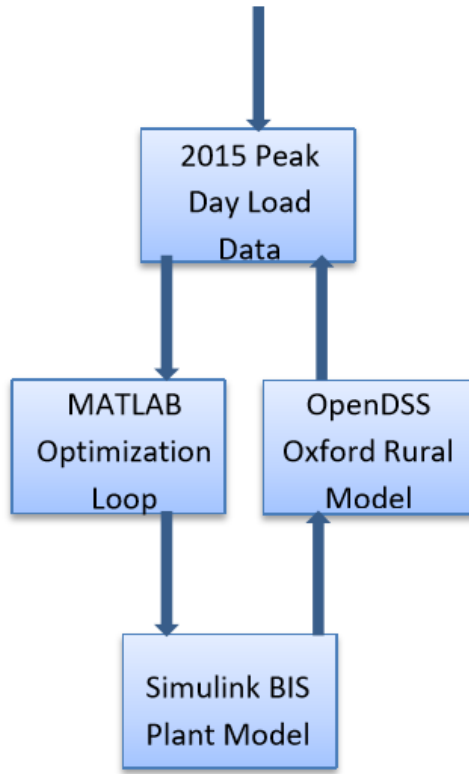 2015 Peak
Day Load
Data
MATLAB
Optimization
Loop
OpenDSS
Oxford Rural
Model
Simulink BIS
Plant Model